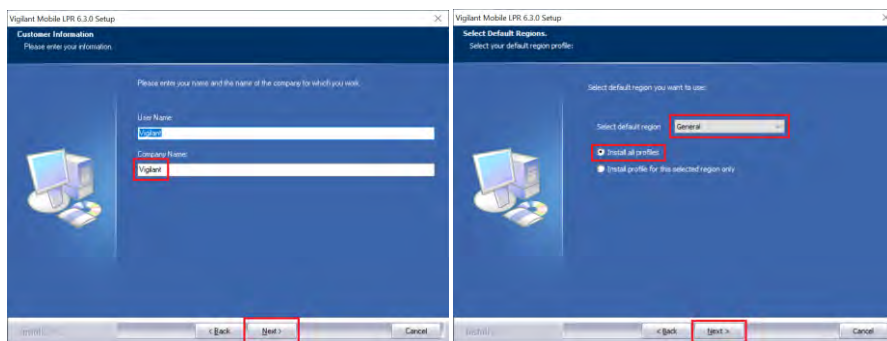 Vigilant Mobile LPR 6.3.0 Setup
Customer Information
Please enter your information.
Please enter your name and the name of the company for which you work.
User Name:
Vigilant
Company Name:
Vigilant
< Back
Next >
Cancel
Vigilant Mobile LPR 6.3.0 Setup
Select Default Regions.
Select your default region profile:
Select default region you want to use:
Select default region
General
Install all profiles
Install profile for this selected region only
< Back
Next >
Cancel